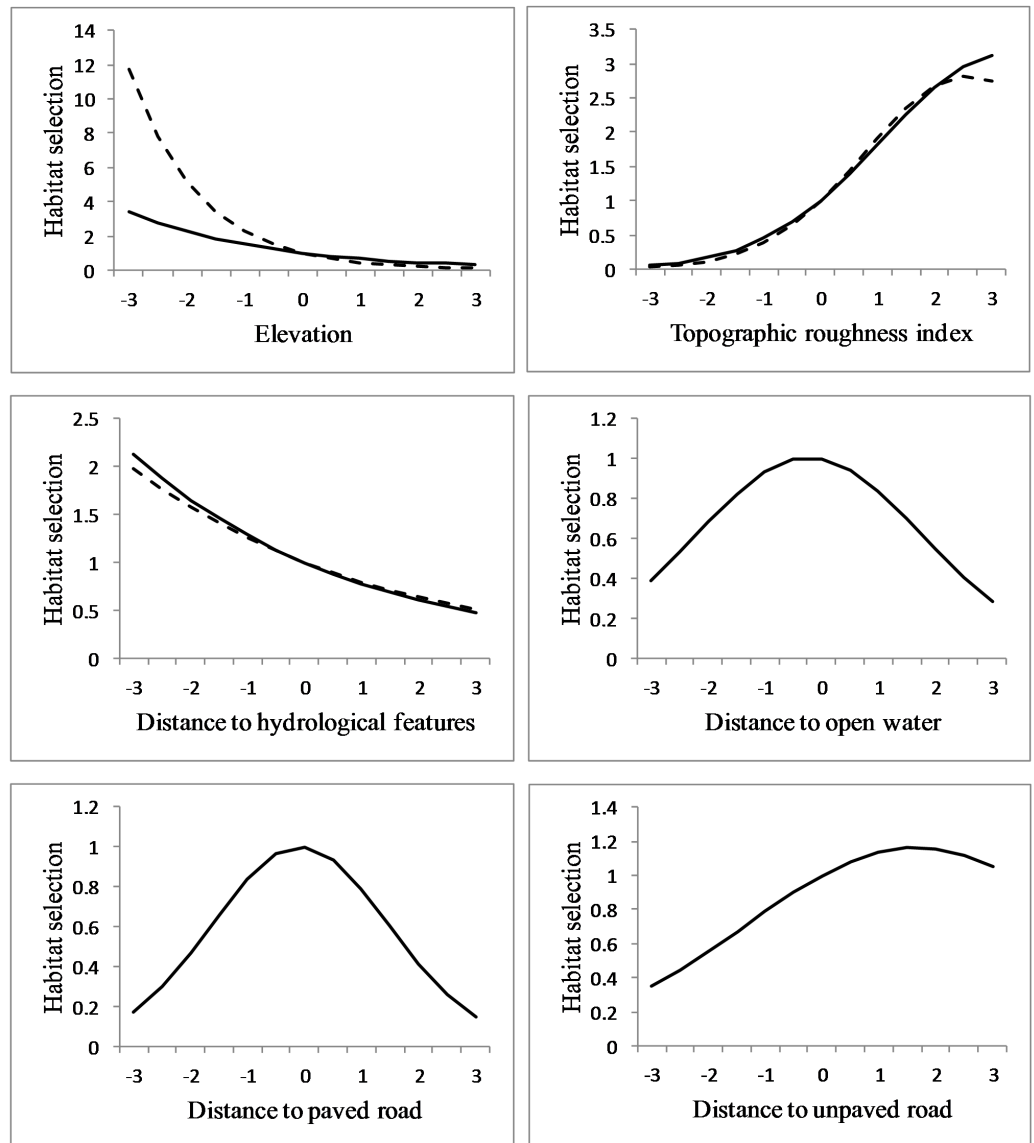 Habitat selection
14
12
10
8
6
4
2
0
-3 -2 -1 0 1 2 3
Elevation
Habitat selection
3.5
3
2.5
2
1.5
1
0.5
0
-3 -2 -1 0 1 2 3
Topographic roughness index
Habitat selection
2.5
2
1.5
1
0.5
0
-3 -2 -1 0 1 2 3
Distance to hydrological features
Habitat selection
1.2
1
0.8
0.6
0.4
0.2
0
-3 -2 -1 0 1 2 3
Distance to open water
Habitat selection
1.2
1
0.8
0.6
0.4
0.2
0
-3 -2 -1 0 1 2 3
Distance to paved road
Habitat selection
1.4
1.2
1
0.8
0.6
0.4
0.2
0
-3 -2 -1 0 1 2 3
Distance to unpaved road